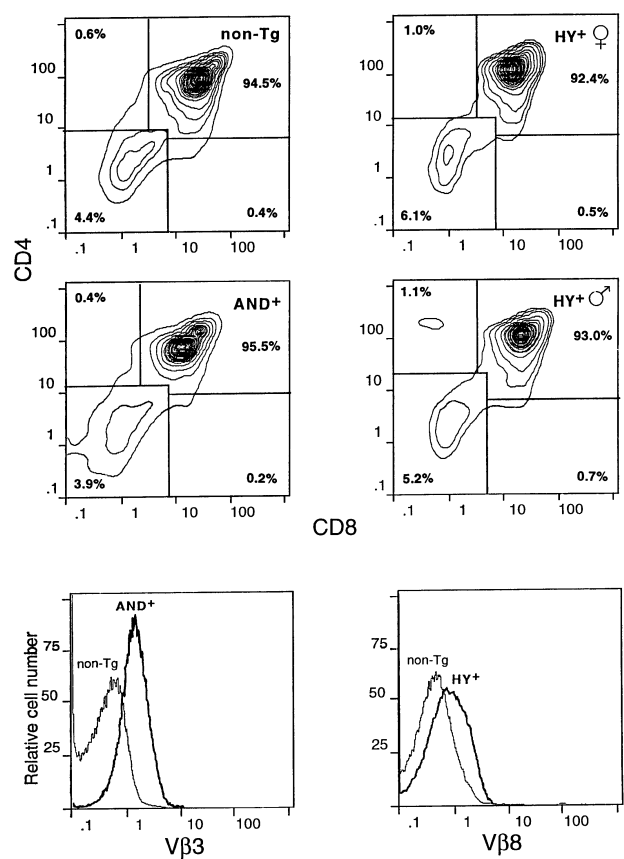 0.6% non-Tg
100
94.5%
10
1
4.4% 0.4%
.1
.1 1 10 100
1.0% HY+ ♀
100
92.4%
10
1
6.1% 0.5%
.1
.1 1 10 100
CD4
0.4% AND+
100
95.5%
10
1
3.9% 0.2%
.1
.1 1 10 100
1.1% HY+ ♂
100
93.0%
10
1
5.2% 0.7%
.1
.1 1 10 100
CD8
Relative cell number
AND+
75
non-Tg
50
25
.1 1 10 100
Vβ3
75
non-Tg
HY+
50
25
.1 1 10 100
Vβ8